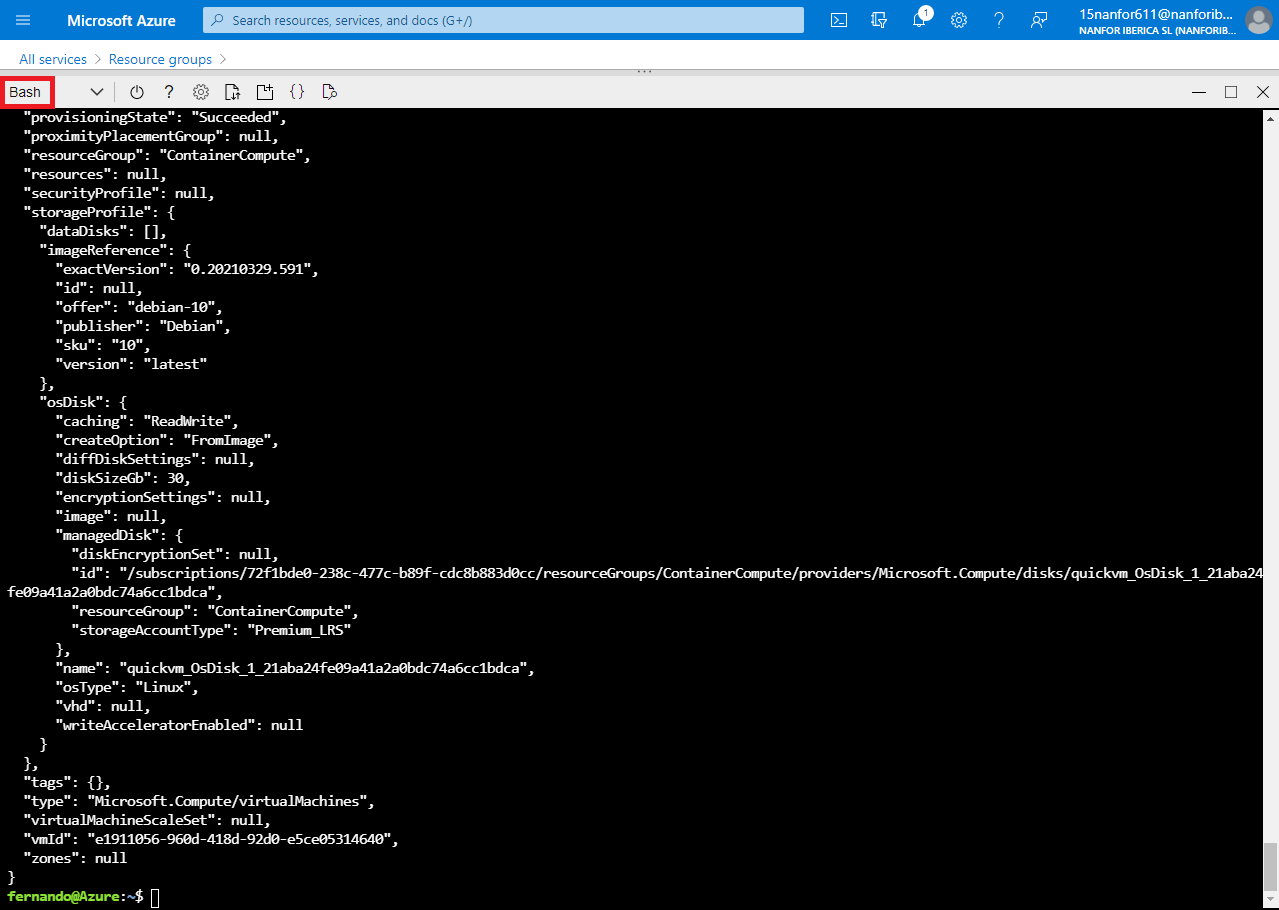 Microsoft Azure
Search resources, services, and docs (G+/)
1
15nanfor611@nanforib...
NANFOR IBERICA SL (NANFORIB...
All services > Resource groups >
Bash
"provisioningState": "Succeeded",
"proximityPlacementGroup": null,
"resourceGroup": "ContainerCompute",
"resources": null,
"securityProfile": null,
"storageProfile": {
"dataDisks": [],
"imageReference": {
"exactVersion": "0.20210329.591",
"id": null,
"offer": "debian-10",
"publisher": "Debian",
"sku": "10",
"version": "latest"
},
"osDisk": {
"caching": "ReadWrite",
"createOption": "FromImage",
"diffDiskSettings": null,
"diskSizeGb": 30,
"encryptionSettings": null,
"image": null,
"managedDisk": {
"diskEncryptionSet": null,
"id": "/subscriptions/72f1bde0-238c-477c-b89f-cdc8b883d0cc/resourceGroups/ContainerCompute/providers/Microsoft.Compute/disks/quickvm_OsDisk_1_21aba24
fe09a41a2a0bdc74a6cc1bdca",
"resourceGroup": "ContainerCompute",
"storageAccountType": "Premium_LRS"
},
"name": "quickvm_OsDisk_1_21aba24fe09a41a2a0bdc74a6cc1bdca",
"osType": "Linux",
"vhd": null,
"writeAcceleratorEnabled": null
}
},
"tags": {},
"type": "Microsoft.Compute/virtualMachines",
"virtualMachineScaleSet": null,
"vmId": "e1911056-960d-418d-92d0-e5ce05314640",
"zones": null
}
fernando@Azure:~$